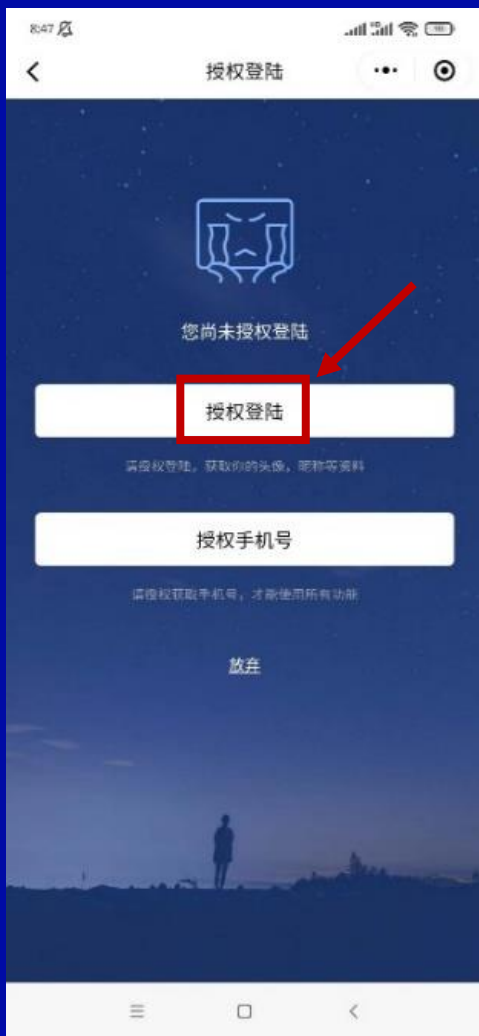 8:47
授权登陆
您尚未授权登陆
授权登陆
请授权登陆，获取你的头像，昵称等资料
授权手机号
请授权获取手机号，才能使用所有功能
放弃